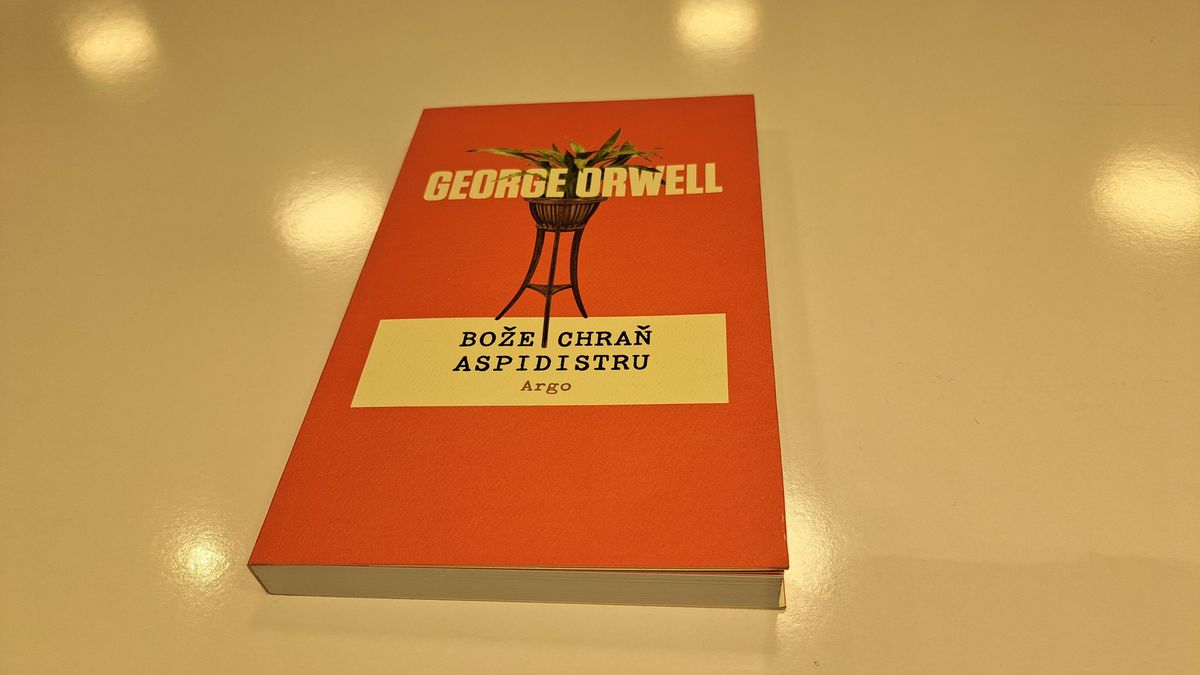 GEORGE ORWELL
BOŽE CHRAŇ
ASPIDISTRU
Argo